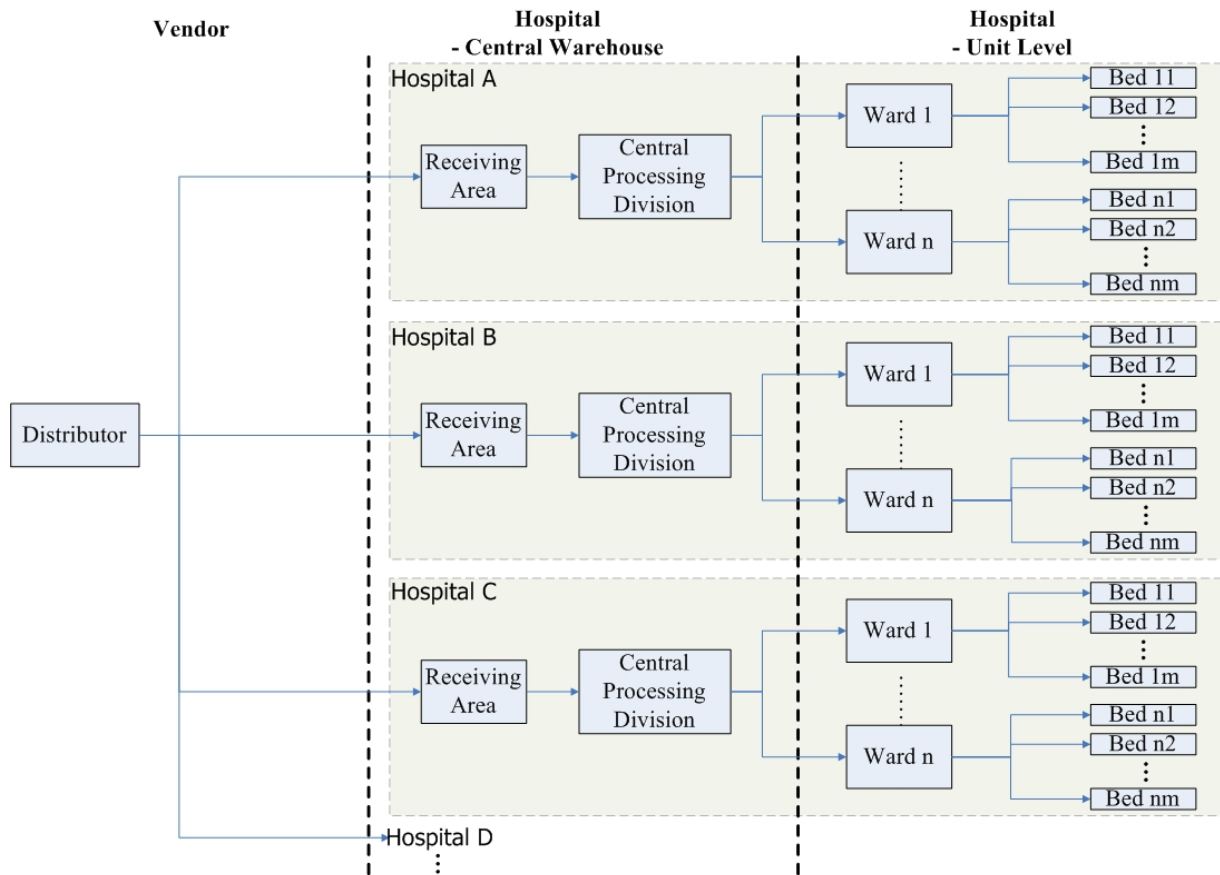 Vendor
Hospital
- Central Warehouse
Hospital
- Unit Level
Distributor
Hospital A
Receiving
Area
Central
Processing
Division
Ward 1
Ward n
Bed 11
Bed 12
Bed 1m
Bed n1
Bed n2
Bed nm
Hospital B
Receiving
Area
Central
Processing
Division
Ward 1
Ward n
Bed 11
Bed 12
Bed 1m
Bed n1
Bed n2
Bed nm
Hospital C
Receiving
Area
Central
Processing
Division
Ward 1
Ward n
Bed 11
Bed 12
Bed 1m
Bed n1
Bed n2
Bed nm
Hospital D